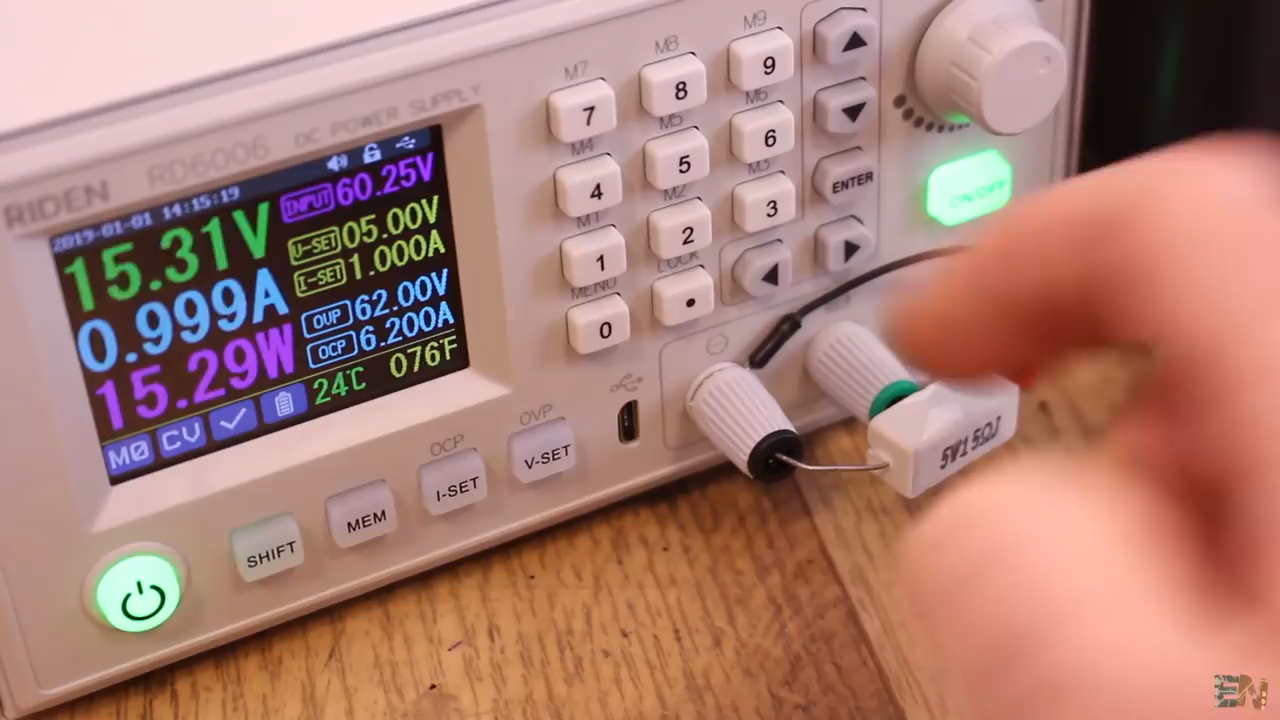 RIDEN RD6006 DC POWER SUPPLY
2019-01-01 14:15:19
15.31V
0.999A
15.29W
INPUT 60.25V
U-SET 05.00V
I-SET 1.000A
OVP 62.00V
OCP 6.200A
M0 CV 24℃ 076℉
M7 M8 M9
7 8 9
M4 M5 M6
4 5 6
ENTER
M1 M2 M3
1 2 3
MENU LOCK
0 •
ON/OFF
OCP OVP
SHIFT MEM I-SET V-SET
5W15ΩJ
EN